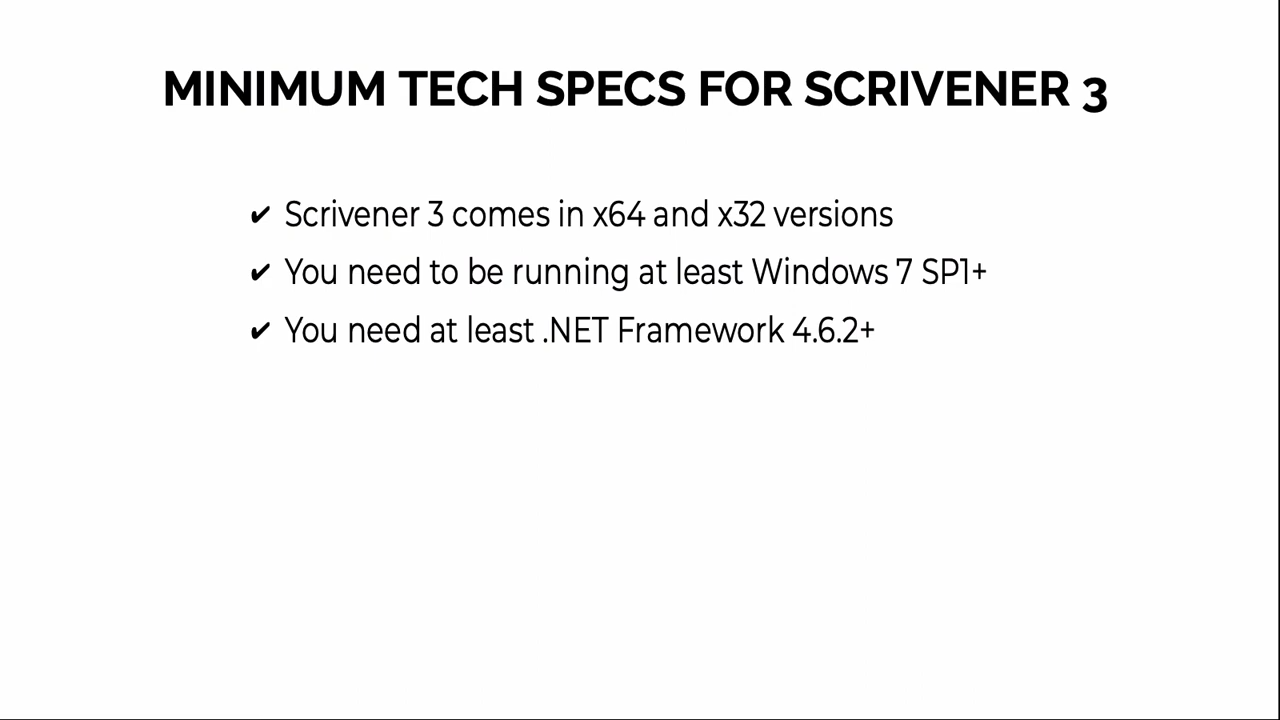 MINIMUM TECH SPECS FOR SCRIVENER 3
✔ Scrivener 3 comes in x64 and x32 versions
✔ You need to be running at least Windows 7 SP1+
✔ You need at least .NET Framework 4.6.2+